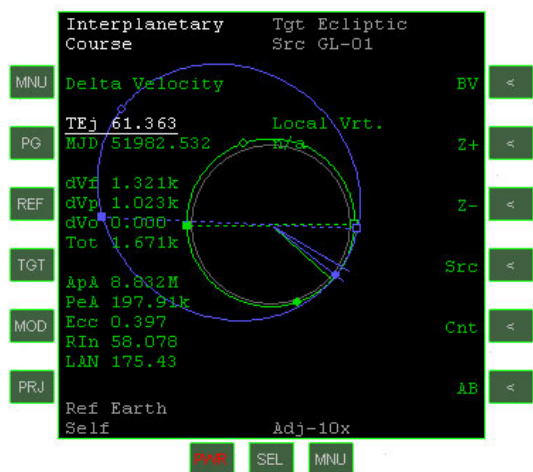 Interplanetary Tgt Ecliptic
Course Src GL-01
MNU Delta Velocity BV <
TEj 61.363 Local Vrt.
PG MJD 51982.532 n/a Z+ <
dVf 1.321k
REF dVp 1.023k Z- <
dVo 0.000
Tot 1.671k
TGT Src <
ApA 8.832M
PeA 197.91k
MOD Ecc 0.397 Cnt <
RIn 58.078
LAN 175.43
PRJ AB <
Ref Earth
Self Adj-10x
PWR SEL MNU